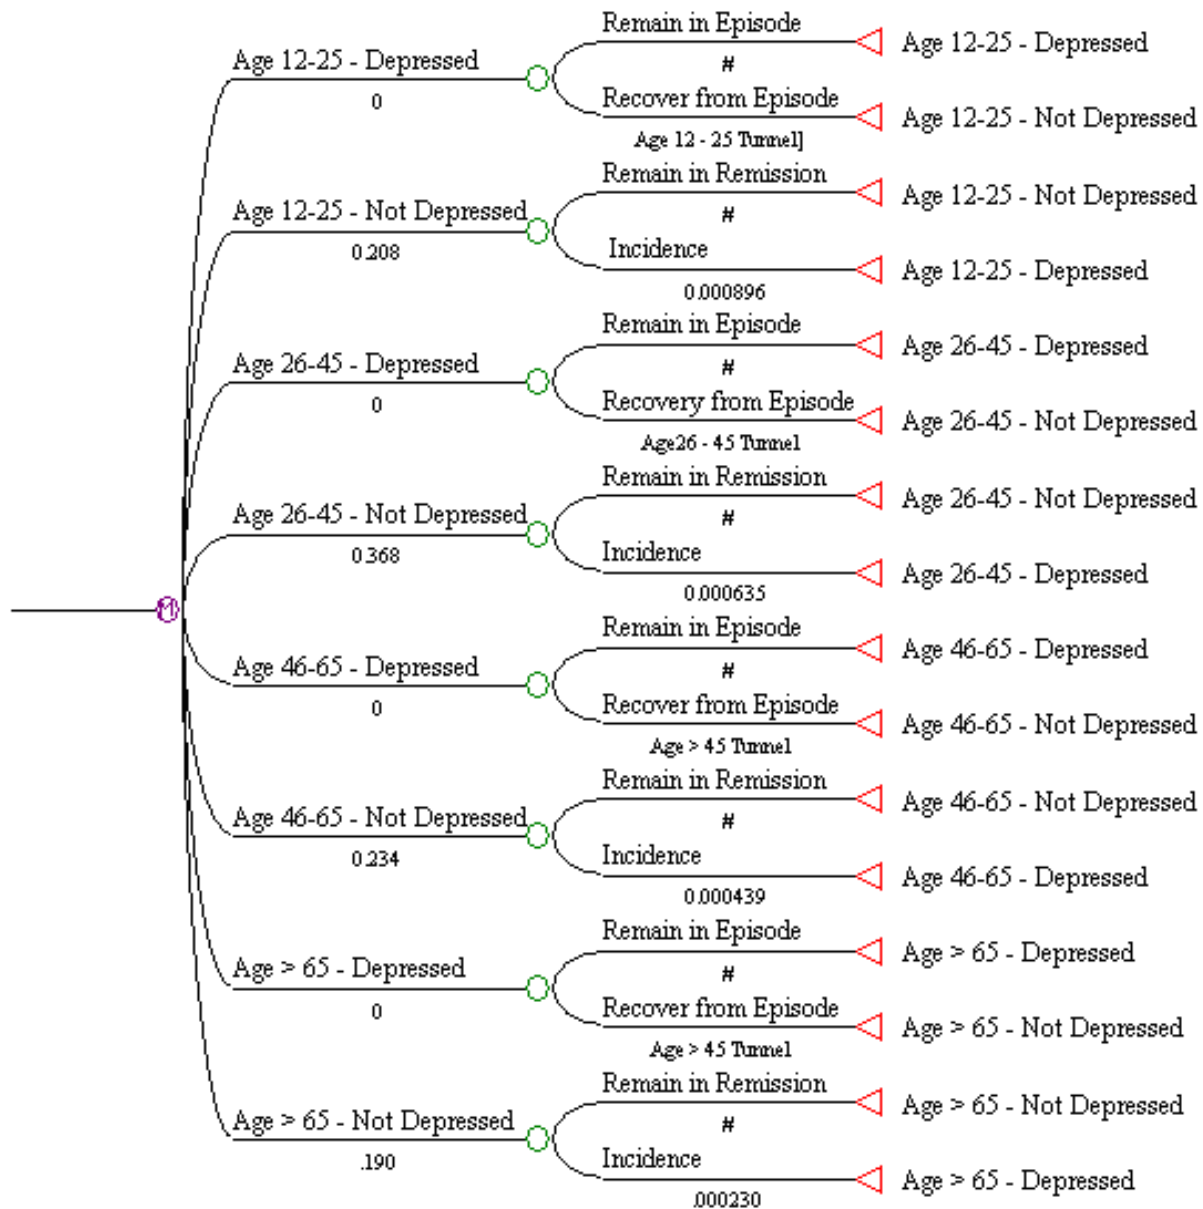 Remain in Episode
Age 12-25 - Depressed
Age 12-25 - Depressed
#
0
Recover from Episode
Age 12-25 - Not Depressed
Age 12 - 25 Tunnel]
Remain in Remission
Age 12-25 - Not Depressed
Age 12-25 - Not Depressed
#
0.208
Incidence
Age 12-25 - Depressed
0.000896
Remain in Episode
Age 26-45 - Depressed
Age 26-45 - Depressed
#
0
Recovery from Episode
Age 26-45 - Not Depressed
Age26 - 45 Tunnel
Remain in Remission
Age 26-45 - Not Depressed
Age 26-45 - Not Depressed
#
0.368
Incidence
Age 26-45 - Depressed
0.000635
M
Remain in Episode
Age 46-65 - Depressed
Age 46-65 - Depressed
#
0
Recover from Episode
Age 46-65 - Not Depressed
Age > 45 Tunnel
Remain in Remission
Age 46-65 - Not Depressed
Age 46-65 - Not Depressed
#
0.234
Incidence
Age 46-65 - Depressed
0.000439
Remain in Episode
Age > 65 - Depressed
Age > 65 - Depressed
#
0
Recover from Episode
Age > 65 - Not Depressed
Age > 45 Tunnel
Remain in Remission
Age > 65 - Not Depressed
Age > 65 - Not Depressed
#
.190
Incidence
Age > 65 - Depressed
.000230